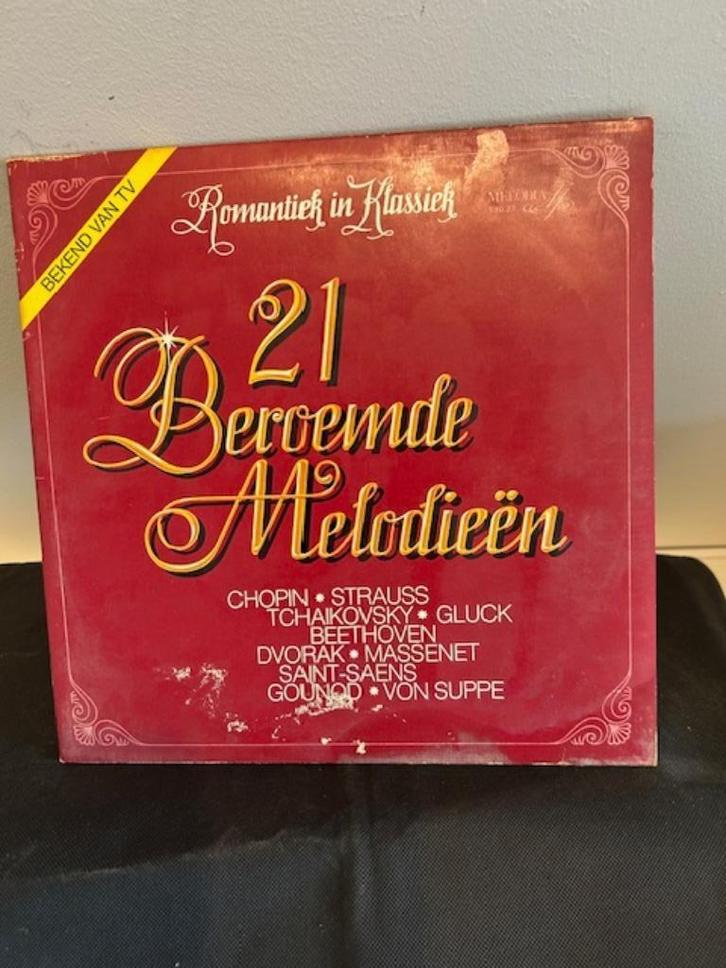 BEKEND VAN TV
Romantiek in Klassiek
21
Beroemde
Melodieën
CHOPIN * STRAUSS
TCHAIKOVSKY * GLUCK
BEETHOVEN
DVORAK * MASSENET
SAINT-SAENS
GOUNOD * VON SUPPE